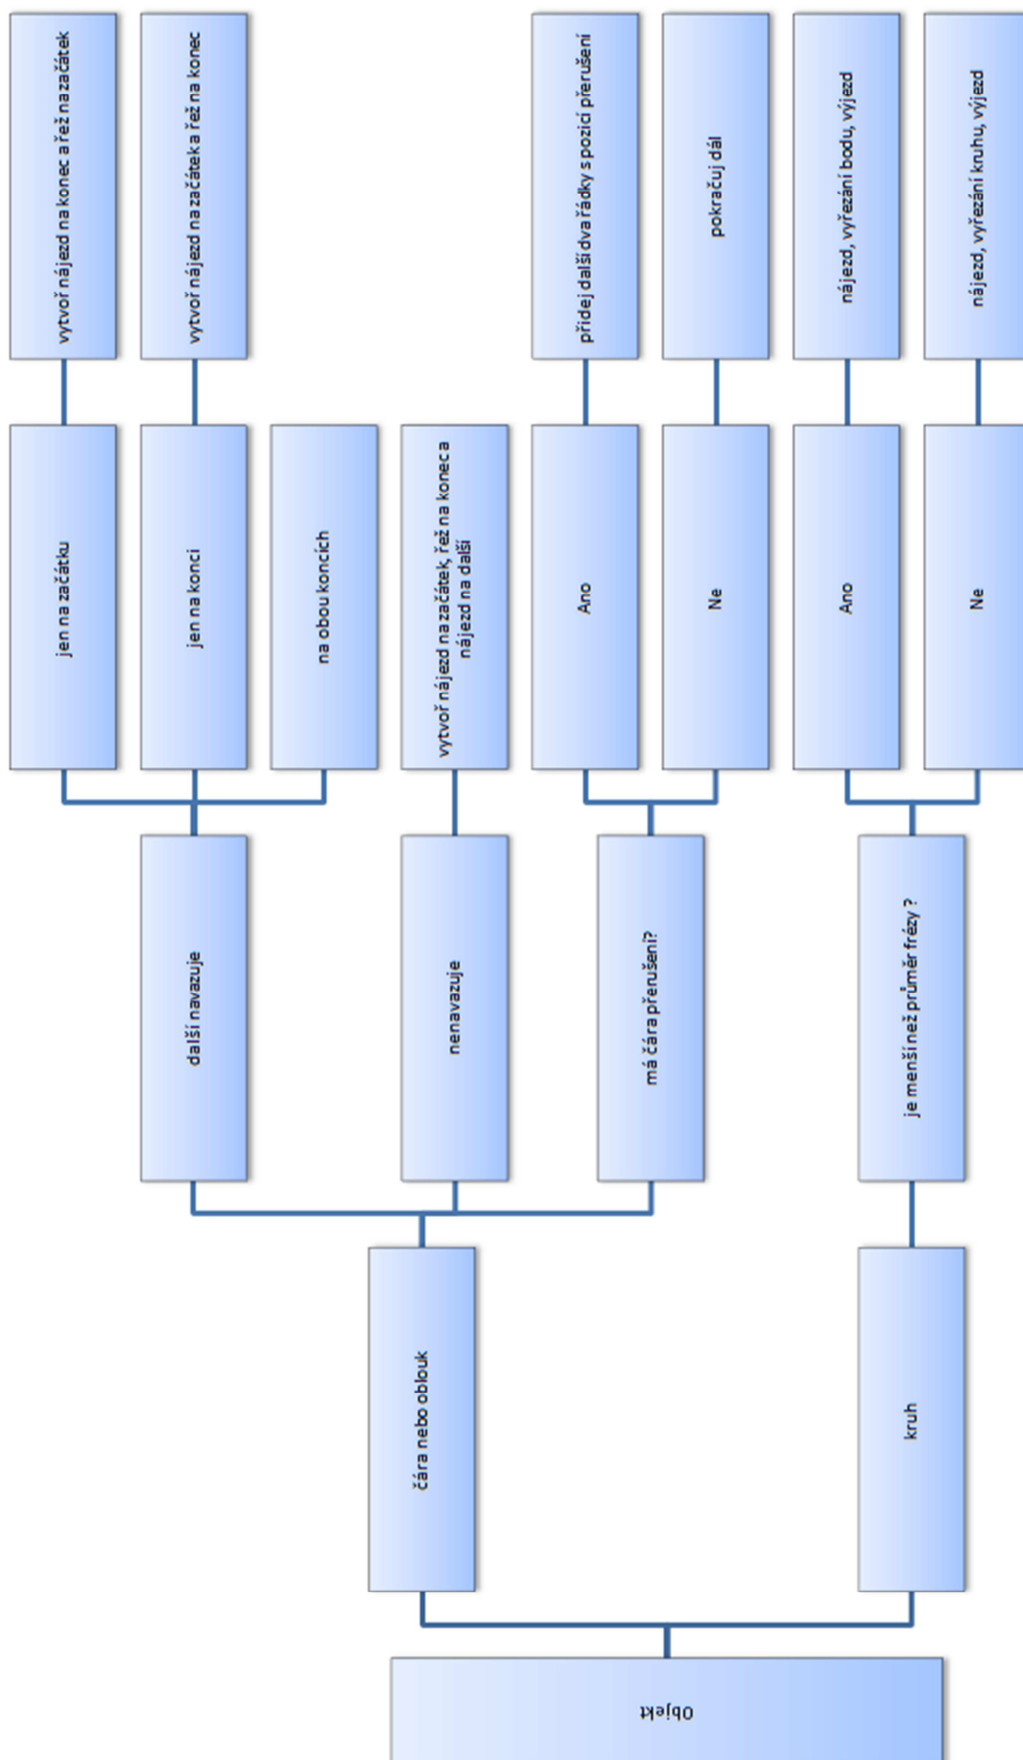 Objekt
čára nebo oblouk
další navazuje
jen na začátku
vytvoř nájezd na konec a řež na začátek
jen na konci
vytvoř nájezd na začátek a řež na konec
na obou koncích
nenavazuje
vytvoř nájezd na začátek, řež na konec a
nájezd na další
má čára přerušení?
Ano
přidej další dva řádky s pozicí přerušení
Ne
pokračuj dál
kruh
je menší než průměr frézy ?
Ano
nájezd, vyřezání bodu, výjezd
Ne
nájezd, vyřezání kruhu, výjezd